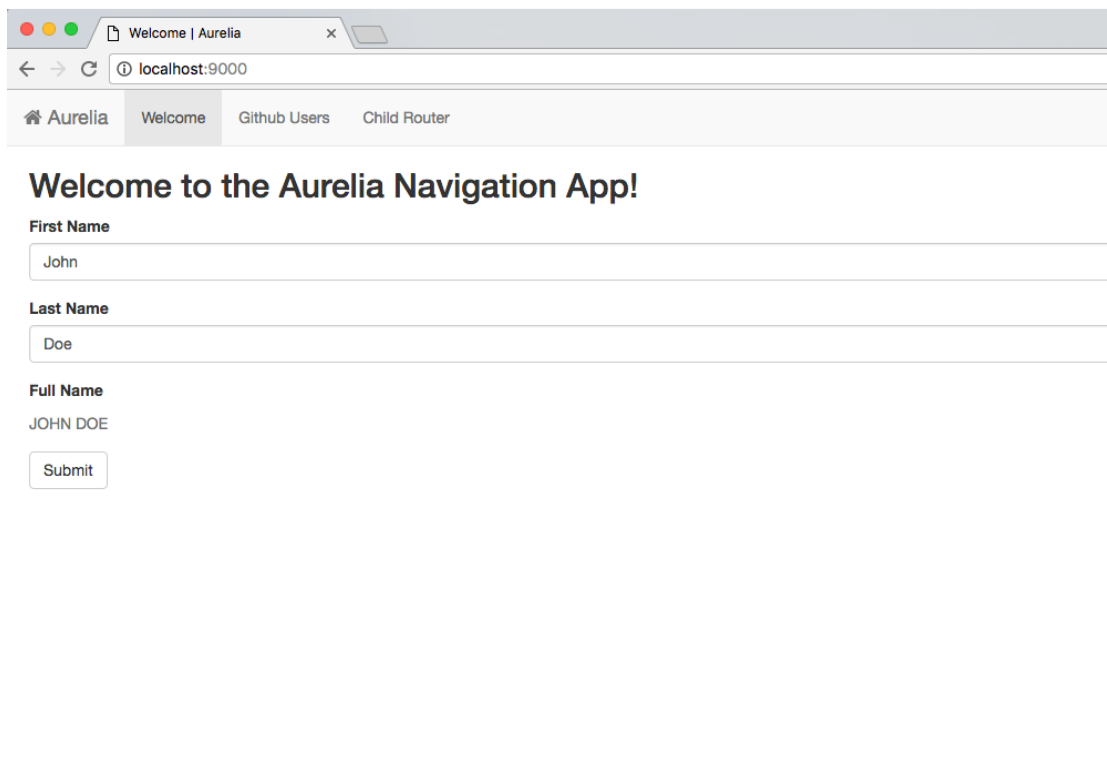 Welcome | Aurelia
localhost:9000
Aurelia Welcome Github Users Child Router
Welcome to the Aurelia Navigation App!
First Name
John
Last Name
Doe
Full Name
JOHN DOE
Submit